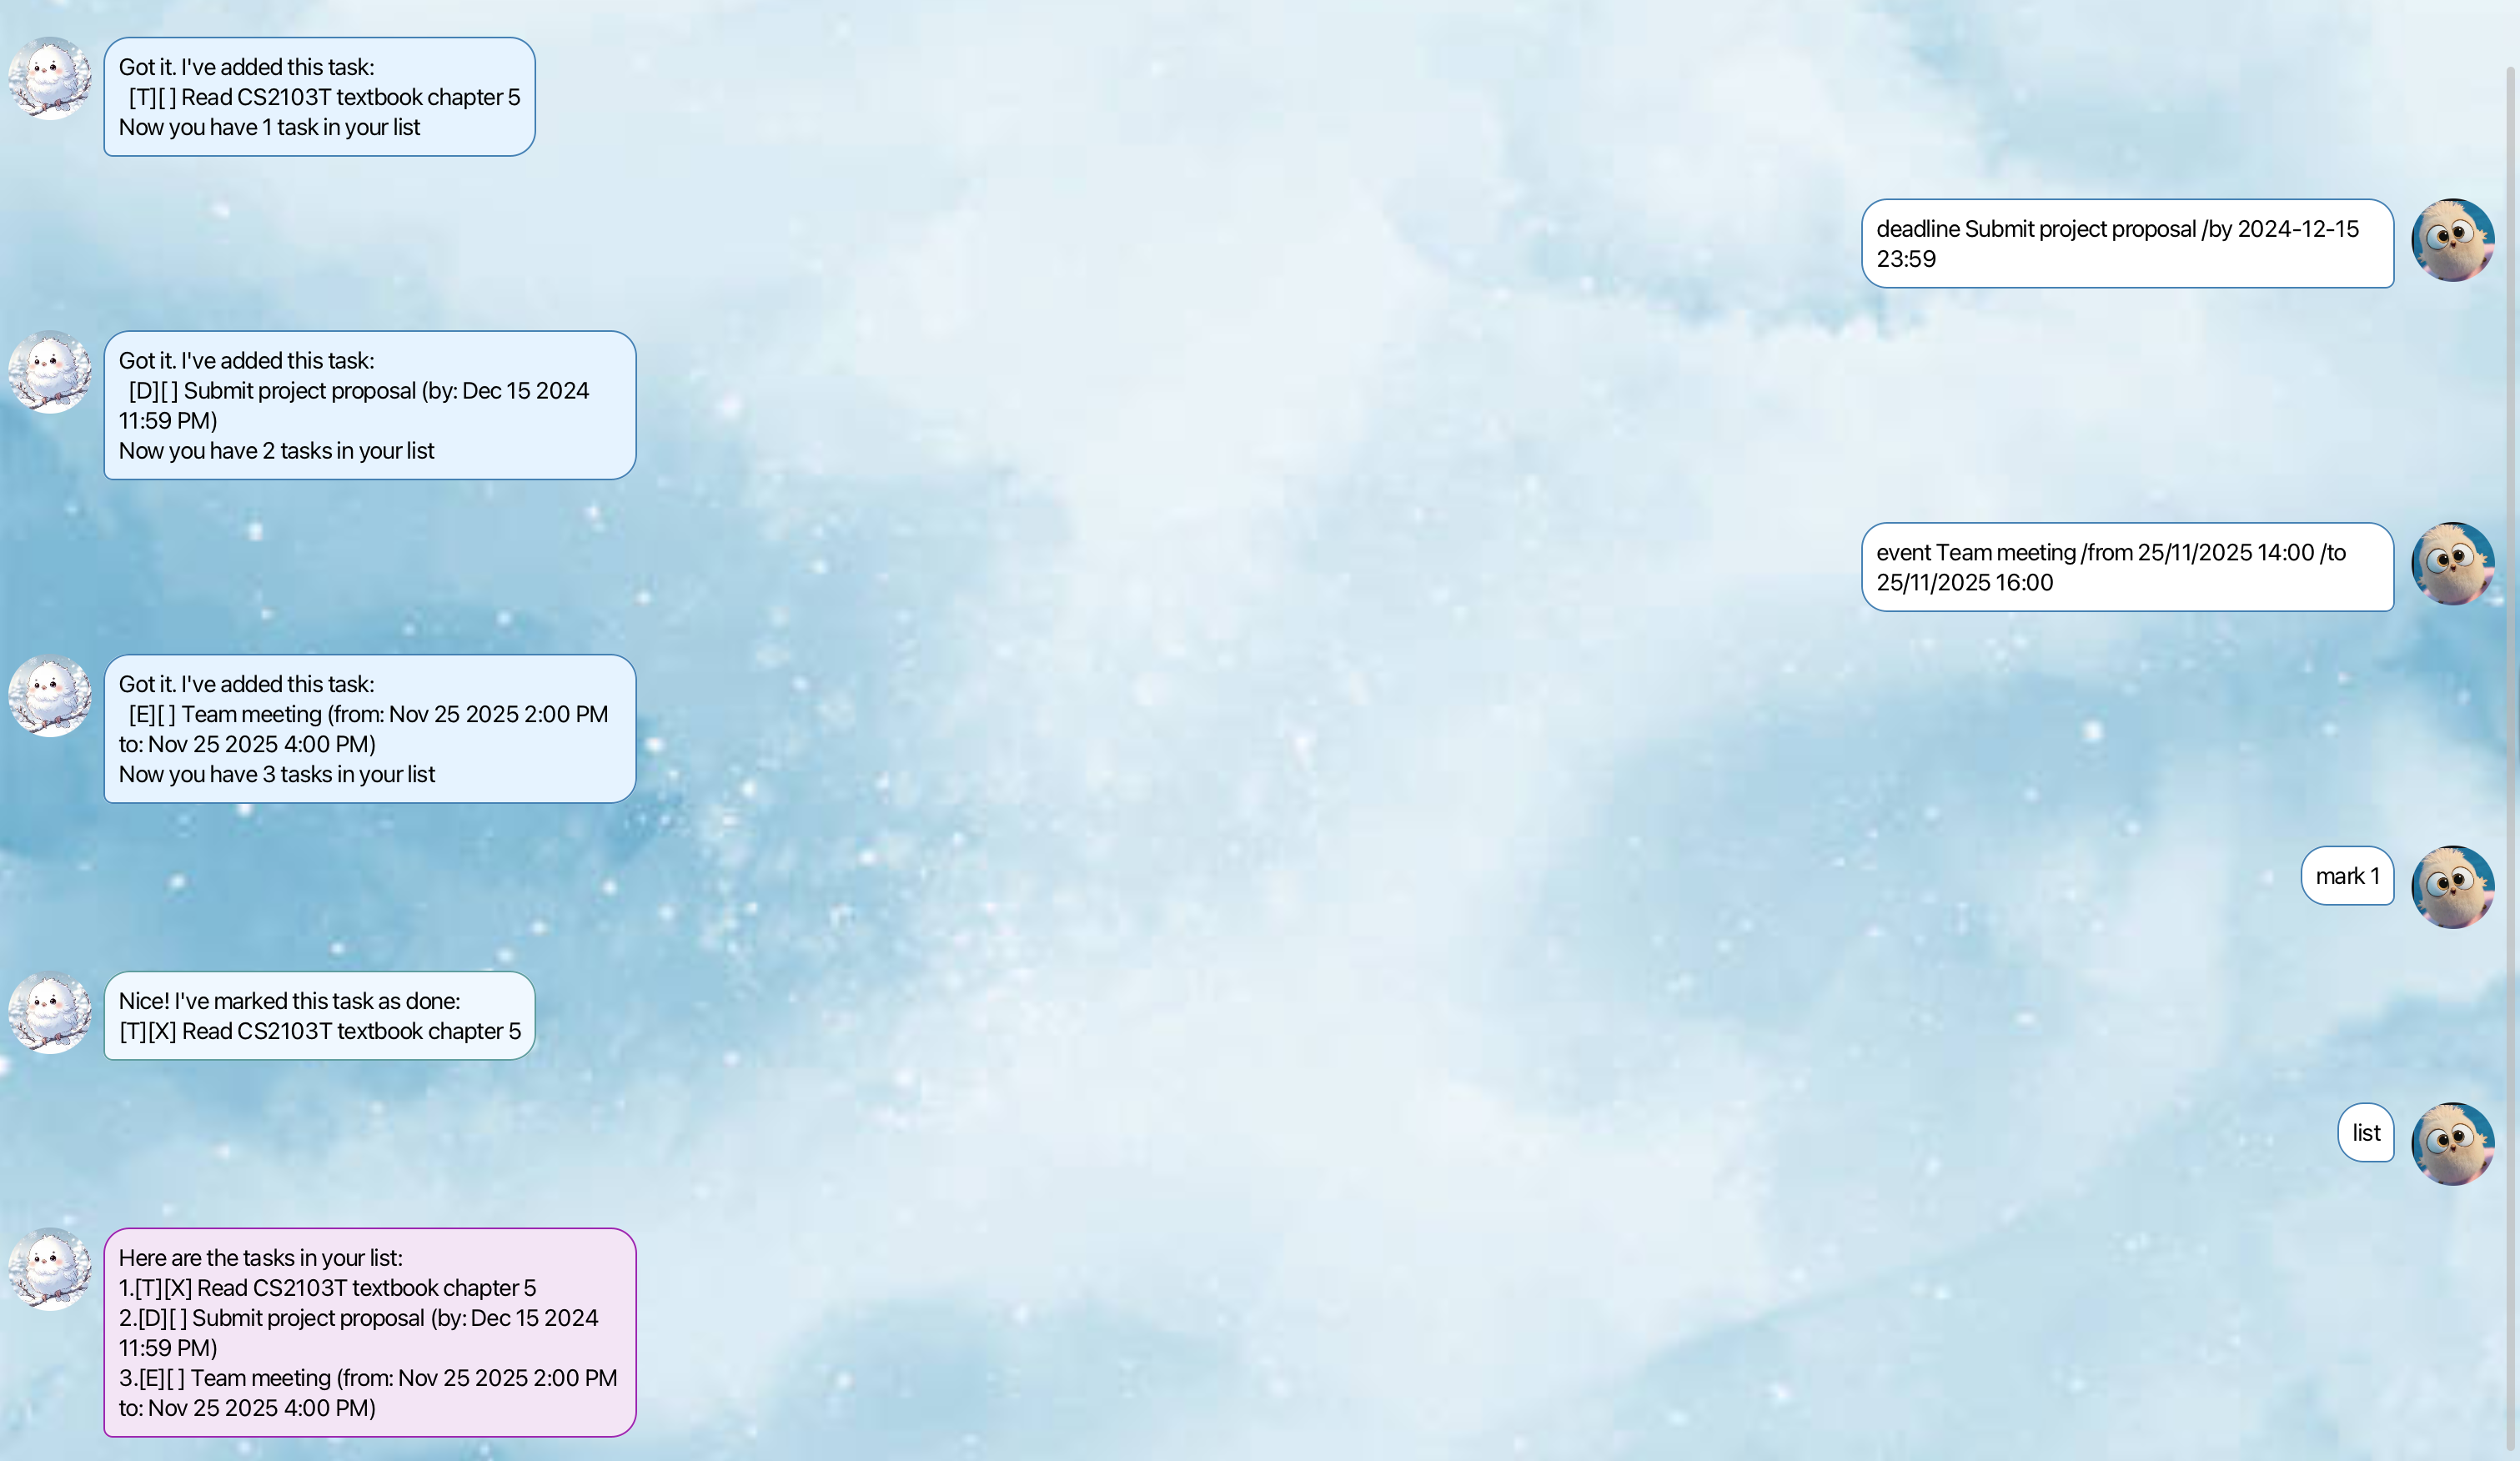 Got it. I've added this task:
[T][ ] Read CS2103T textbook chapter 5
Now you have 1 task in your list
deadline Submit project proposal /by 2024-12-15
23:59
Got it. I've added this task:
[D][ ] Submit project proposal (by: Dec 15 2024
11:59 PM)
Now you have 2 tasks in your list
event Team meeting /from 25/11/2025 14:00 /to
25/11/2025 16:00
Got it. I've added this task:
[E][ ] Team meeting (from: Nov 25 2025 2:00 PM
to: Nov 25 2025 4:00 PM)
Now you have 3 tasks in your list
mark 1
Nice! I've marked this task as done:
[T][X] Read CS2103T textbook chapter 5
list
Here are the tasks in your list:
1.[T][X] Read CS2103T textbook chapter 5
2.[D][ ] Submit project proposal (by: Dec 15 2024
11:59 PM)
3.[E][ ] Team meeting (from: Nov 25 2025 2:00 PM
to: Nov 25 2025 4:00 PM)